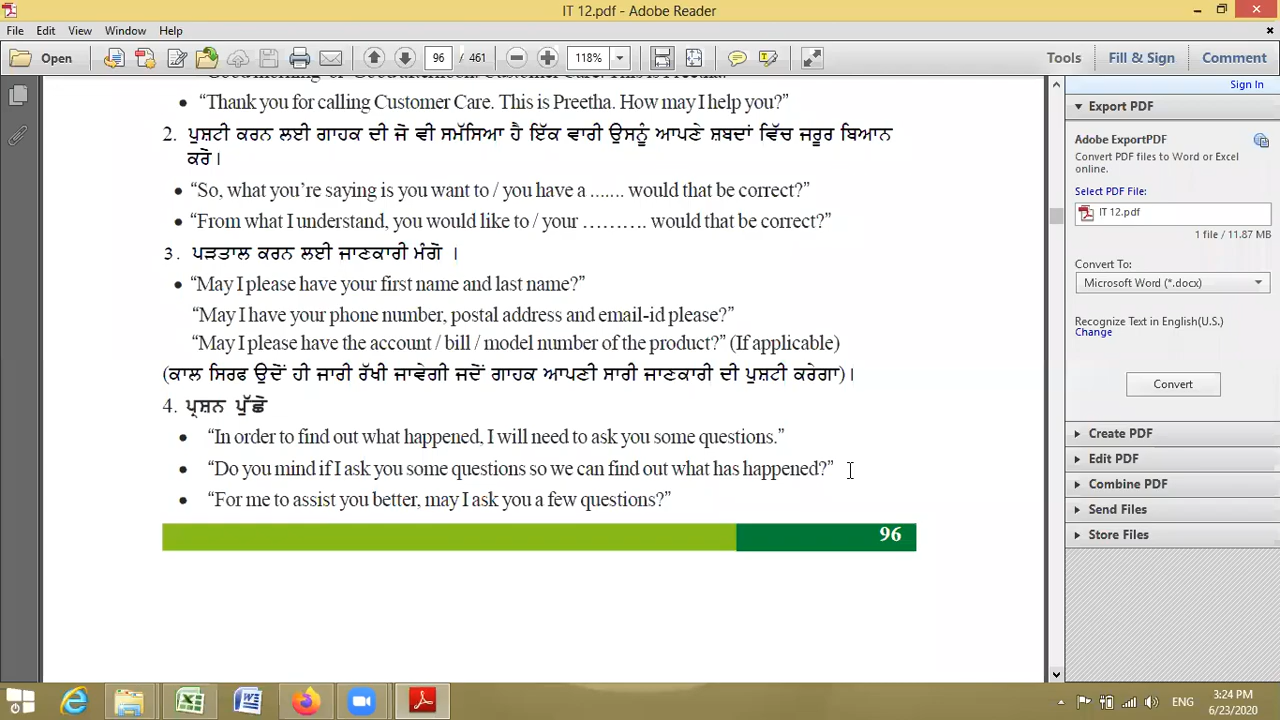 IT 12.pdf - Adobe Reader
File Edit View Window Help
Open 96 / 461 118% Tools Fill & Sign Comment
Sign In
• “Thank you for calling Customer Care. This is Preetha. How may I help you?”
2. ਪੁਸ਼ਟੀ ਕਰਨ ਲਈ ਗਾਹਕ ਦੀ ਜੋ ਵੀ ਸਮੱਸਿਆ ਹੈ ਇੱਕ ਵਾਰੀ ਉਸਨੂੰ ਆਪਣੇ ਸ਼ਬਦਾਂ ਵਿੱਚ ਜਰੂਰ ਬਿਆਨ
ਕਰੋ।
• “So, what you’re saying is you want to / you have a ....... would that be correct?”
• “From what I understand, you would like to / your ………. would that be correct?”
3. ਪੜਤਾਲ ਕਰਨ ਲਈ ਜਾਣਕਾਰੀ ਮੰਗੋ ।
• “May I please have your first name and last name?”
“May I have your phone number, postal address and email-id please?”
“May I please have the account / bill / model number of the product?” (If applicable)
(ਕਾਲ ਸਿਰਫ ਉਦੋਂ ਹੀ ਜਾਰੀ ਰੱਖੀ ਜਾਵੇਗੀ ਜਦੋਂ ਗਾਹਕ ਆਪਣੀ ਸਾਰੀ ਜਾਣਕਾਰੀ ਦੀ ਪੁਸ਼ਟੀ ਕਰੇਗਾ)।
4. ਪ੍ਰਸ਼ਨ ਪੁੱਛੋ
• “In order to find out what happened, I will need to ask you some questions.”
• “Do you mind if I ask you some questions so we can find out what has happened?”
• “For me to assist you better, may I ask you a few questions?”
96
Export PDF
Adobe ExportPDF
Convert PDF files to Word or Excel
online.
Select PDF File:
IT 12.pdf
1 file / 11.87 MB
Convert To:
Microsoft Word (*.docx)
Recognize Text in English(U.S.)
Change
Convert
Create PDF
Edit PDF
Combine PDF
Send Files
Store Files
ENG
3:24 PM
6/23/2020